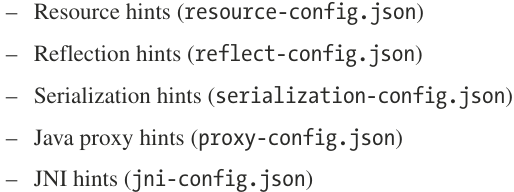 – Resource hints (resource-config.json)
– Reflection hints (reflect-config.json)
– Serialization hints (serialization-config.json)
– Java proxy hints (proxy-config.json)
– JNI hints (jni-config.json)